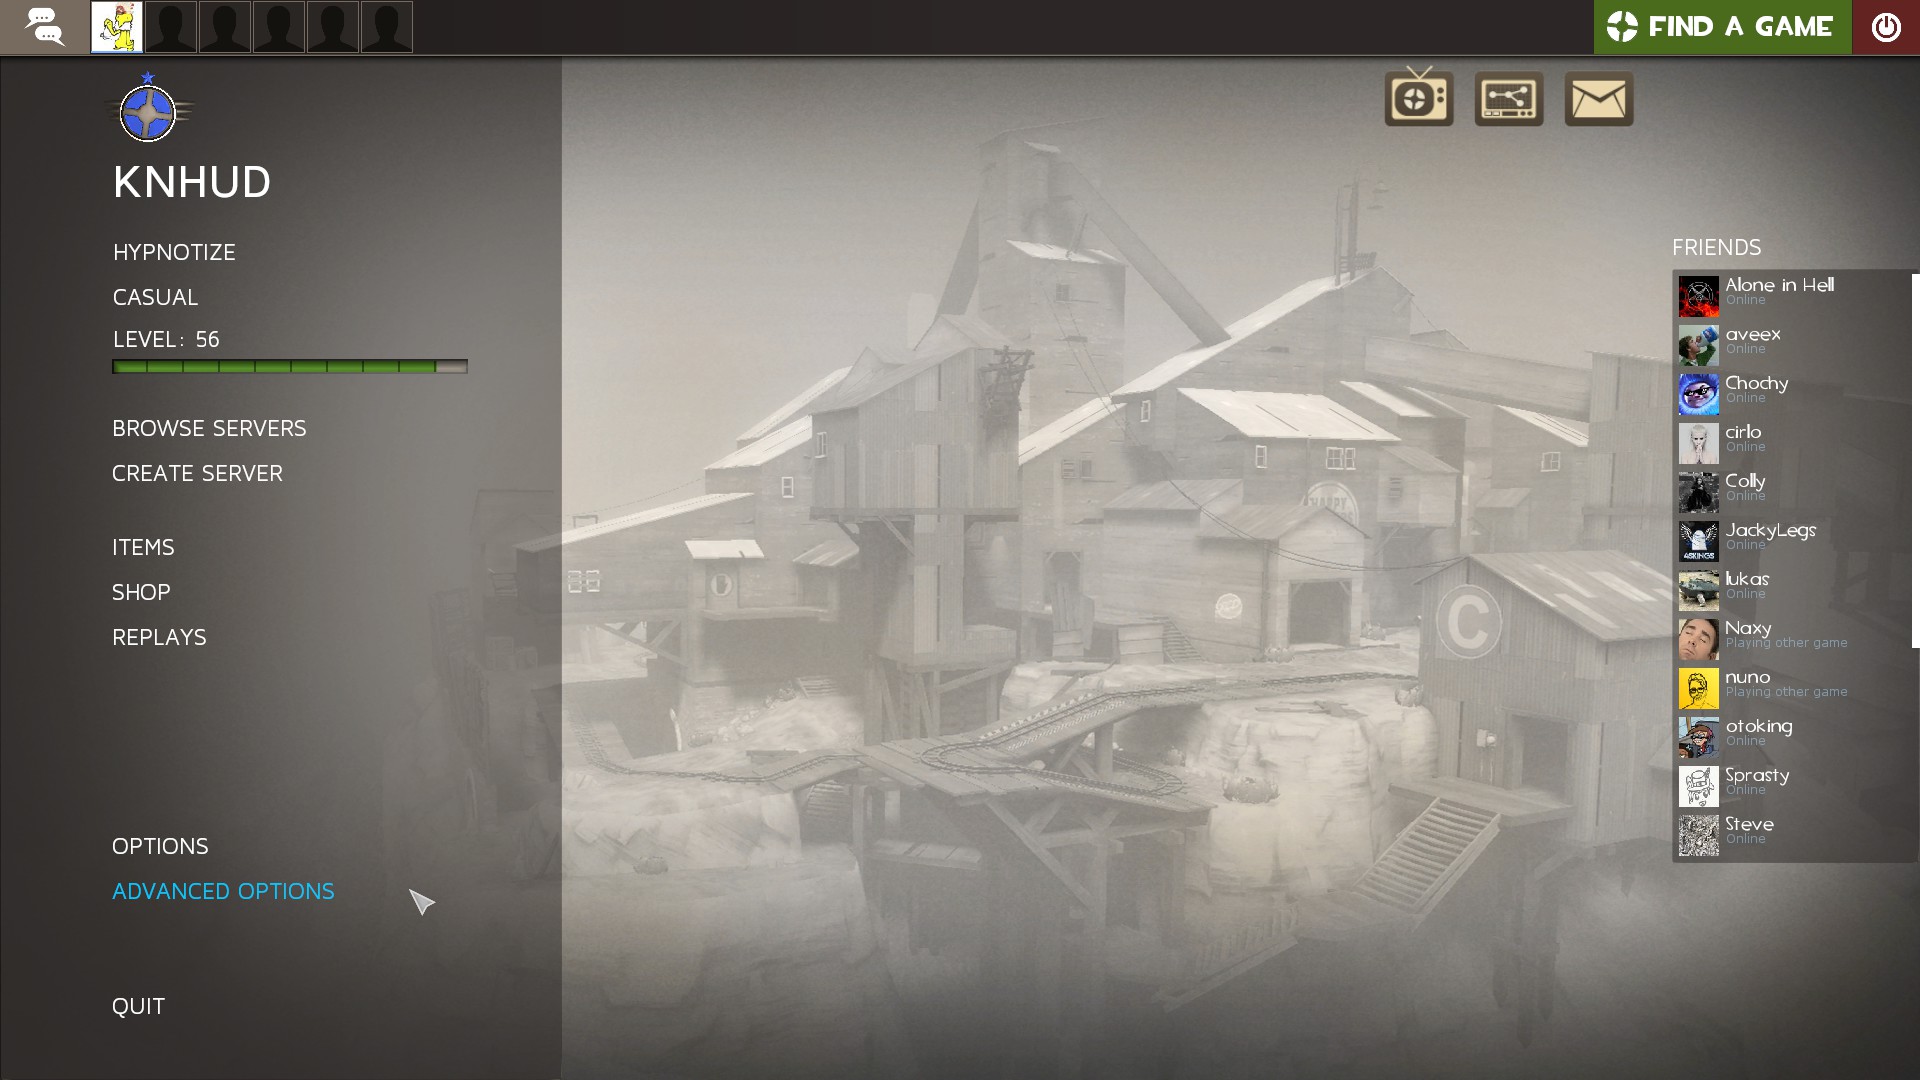 FIND A GAME
KNHUD
HYPNOTIZE
CASUAL
LEVEL: 56
BROWSE SERVERS
CREATE SERVER
ITEMS
SHOP
REPLAYS
OPTIONS
ADVANCED OPTIONS
QUIT
FRIENDS
Alone in Hell
Online
aveex
Online
Chochy
Online
cirlo
Online
Colly
Online
JackyLegs
Online
lukas
Online
Naxy
Playing other game
nuno
Playing other game
otoking
Online
Sprasty
Online
Steve
Online
C